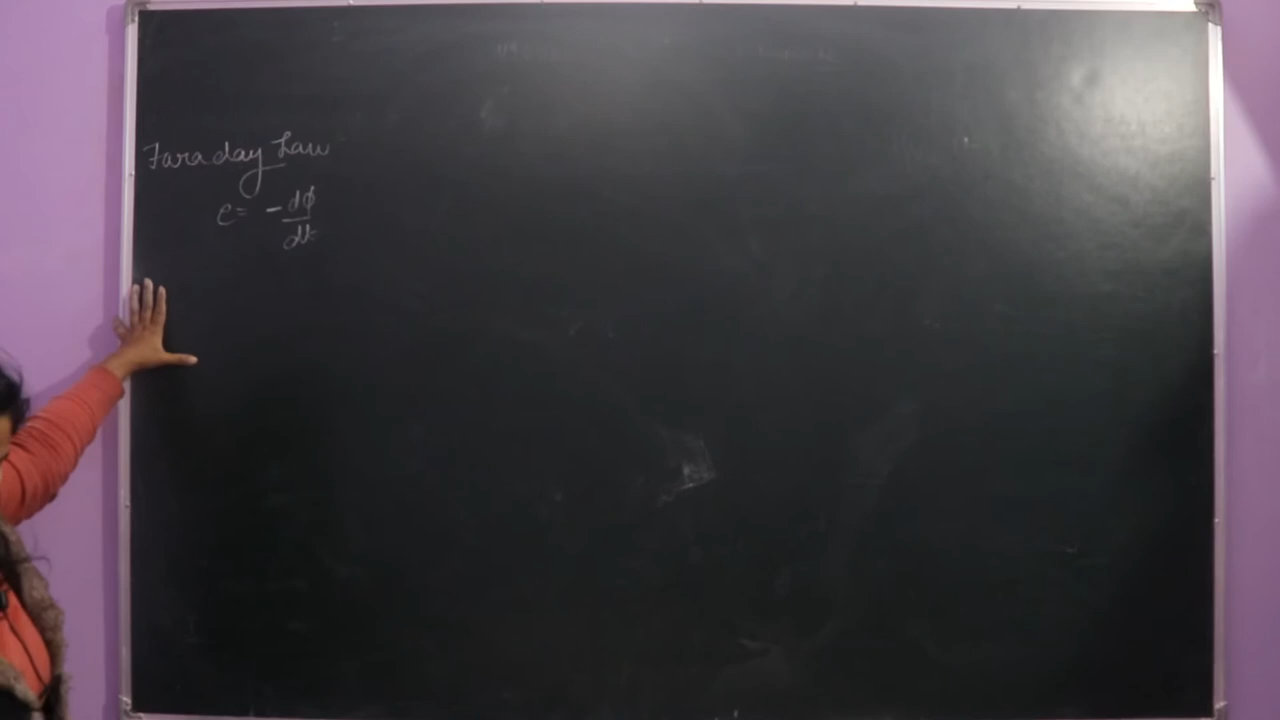 Faraday Law
e = - dϕ/dt